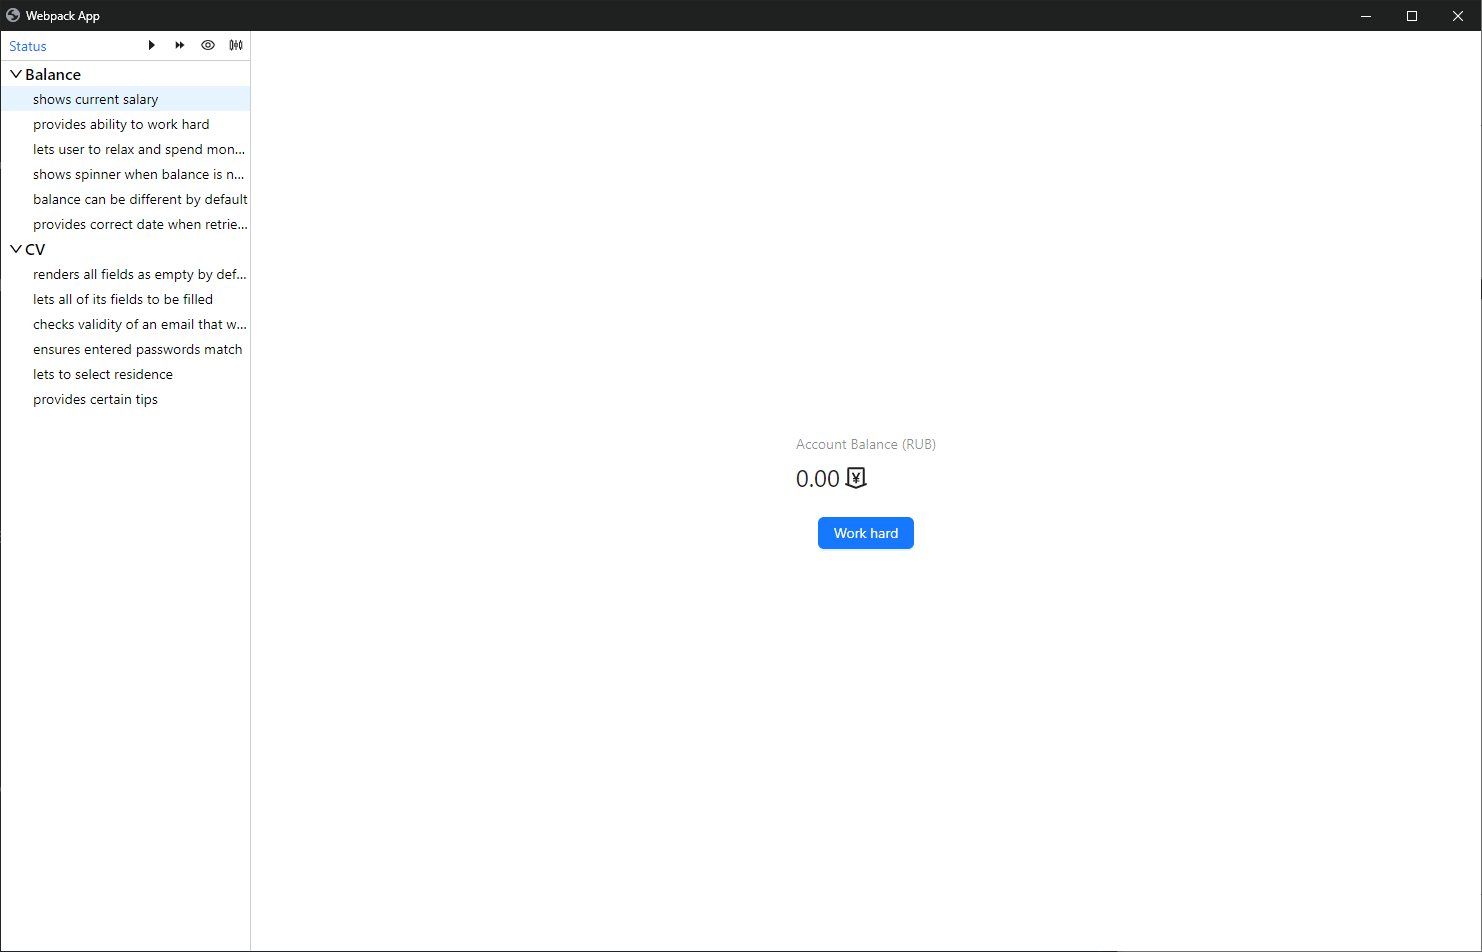 Webpack App
Status
Balance
shows current salary
provides ability to work hard
lets user to relax and spend mon...
shows spinner when balance is n...
balance can be different by default
provides correct date when retrie...
CV
renders all fields as empty by def...
lets all of its fields to be filled
checks validity of an email that w...
ensures entered passwords match
lets to select residence
provides certain tips
Account Balance (RUB)
0.00
Work hard